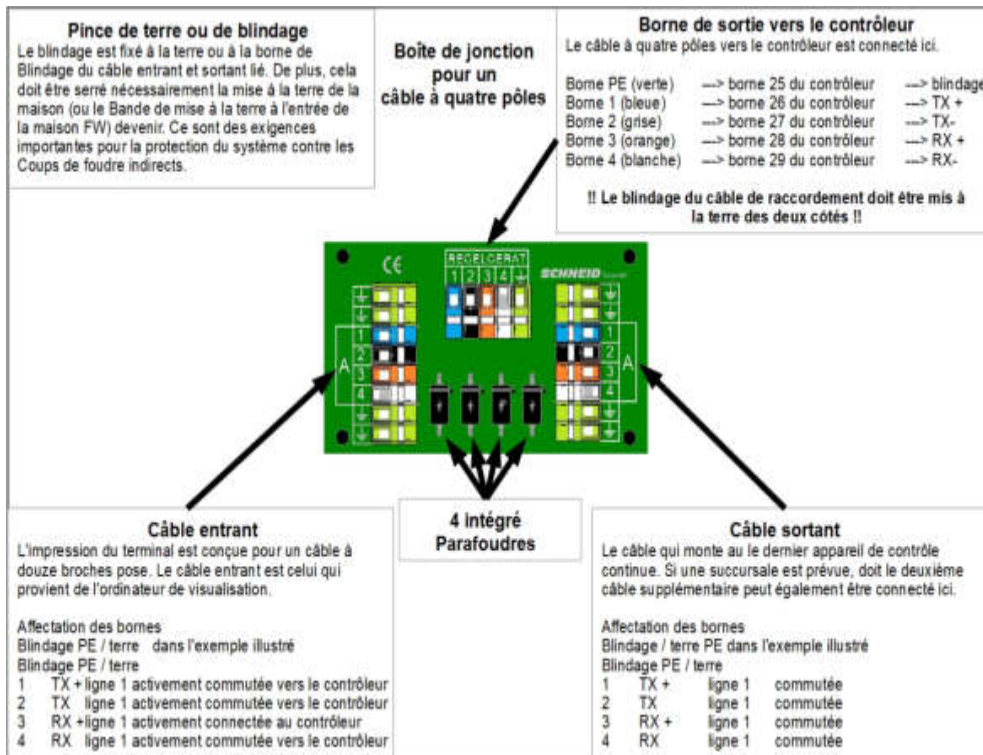 Pince de terre ou de blindage
Le blindage est fixé à la terre ou à la borne de
Blindage du câble entrant et sortant lié. De plus, cela
doit être serré nécessairement la mise à la terre de la
maison (ou le Bande de mise à la terre à l'entrée de
la maison FW) devenir. Ce sont des exigences
importantes pour la protection du système contre les
Coups de foudre indirects.
Boîte de jonction
pour un
câble à quatre pôles
Borne de sortie vers le contrôleur
Le câble à quatre pôles vers le contrôleur est connecté ici.
Borne PE (verte) ---> borne 25 du contrôleur ---> blindage
Borne 1 (bleue) ---> borne 26 du contrôleur ---> TX +
Borne 2 (grise) ---> borne 27 du contrôleur ---> TX-
Borne 3 (orange) ---> borne 28 du contrôleur ---> RX +
Borne 4 (blanche) ---> borne 29 du contrôleur ---> RX-
!! Le blindage du câble de raccordement doit être mis à
la terre des deux côtés !!
CE
REGELGERÄT
1 2 3 4
SCHNEID
A
1
2
3
4
1
2
3
4
A
4 intégré
Parafoudres
Câble entrant
L'impression du terminal est conçue pour un câble à
douze broches pose. Le câble entrant est celui qui
provient de l'ordinateur de visualisation.
Affectation des bornes
Blindage PE / terre dans l'exemple illustré
Blindage PE / terre
1 TX + ligne 1 activement commutée vers le contrôleur
2 TX ligne 1 activement commutée vers le contrôleur
3 RX + ligne 1 activement connectée au contrôleur
4 RX ligne 1 activement commutée vers le contrôleur
Câble sortant
Le câble qui monte au le dernier appareil de contrôle
continue. Si une succursale est prévue, doit le deuxième
câble supplémentaire peut également être connecté ici.
Affectation des bornes
Blindage / terre PE dans l'exemple illustré
Blindage PE / terre
1 TX + ligne 1 commutée
2 TX ligne 1 commutée
3 RX + ligne 1 commutée
4 RX ligne 1 commutée